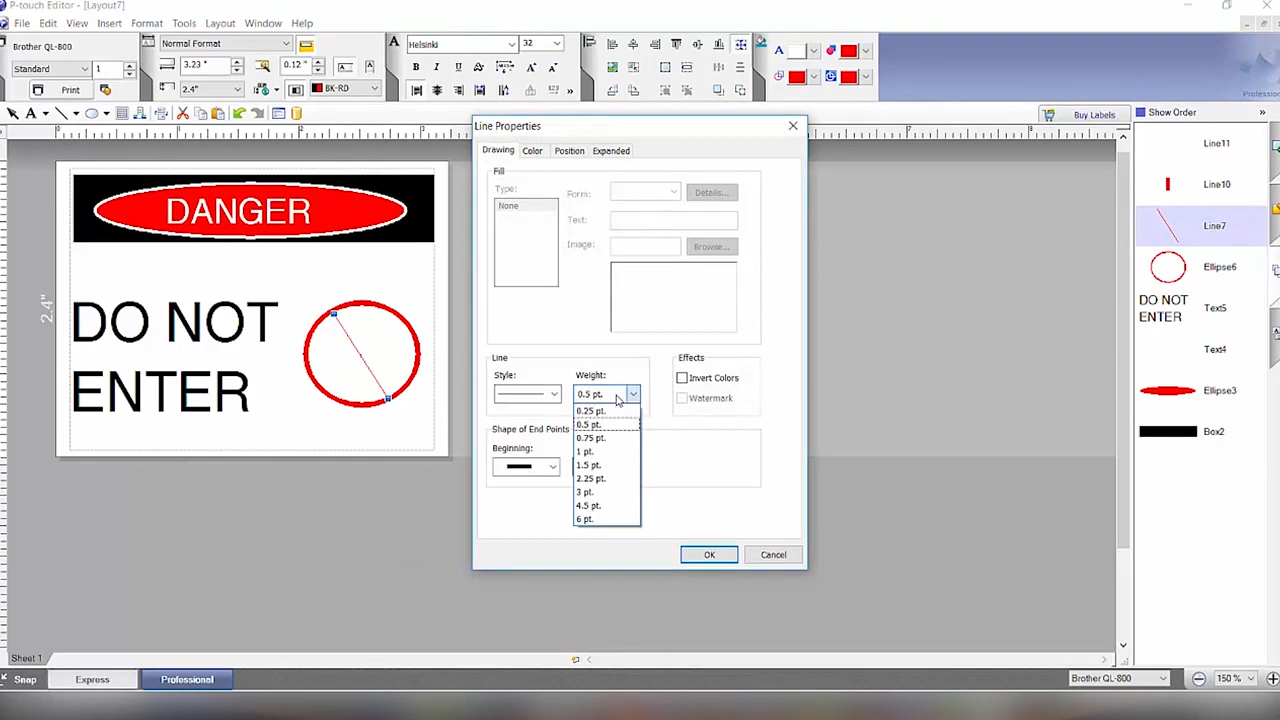 P-touch Editor - [Layout7]
File Edit View Insert Format Tools Layout Window Help
Brother QL-800
Standard
1
Print
Normal Format
3.23 "
0.12 "
2.4"
BK-RD
Helsinki
32
A
B I U
A
Buy Labels
Show Order
0 1 2 3 7 8
DANGER
DO NOT
ENTER
2.4"
Line Properties
Drawing Color Position Expanded
Fill
Type:
None
Form:
Details...
Text:
Image:
Browse...
Line
Style:
Weight:
0.5 pt.
0.25 pt.
0.5 pt.
0.75 pt.
1 pt.
1.5 pt.
2.25 pt.
3 pt.
4.5 pt.
6 pt.
Effects
Invert Colors
Watermark
Shape of End Points
Beginning:
OK
Cancel
Line11
Line10
Line7
Ellipse6
DO NOT
ENTER
Text5
Text4
Ellipse3
Box2
Sheet 1
Snap
Express
Professional
Brother QL-800
150 %